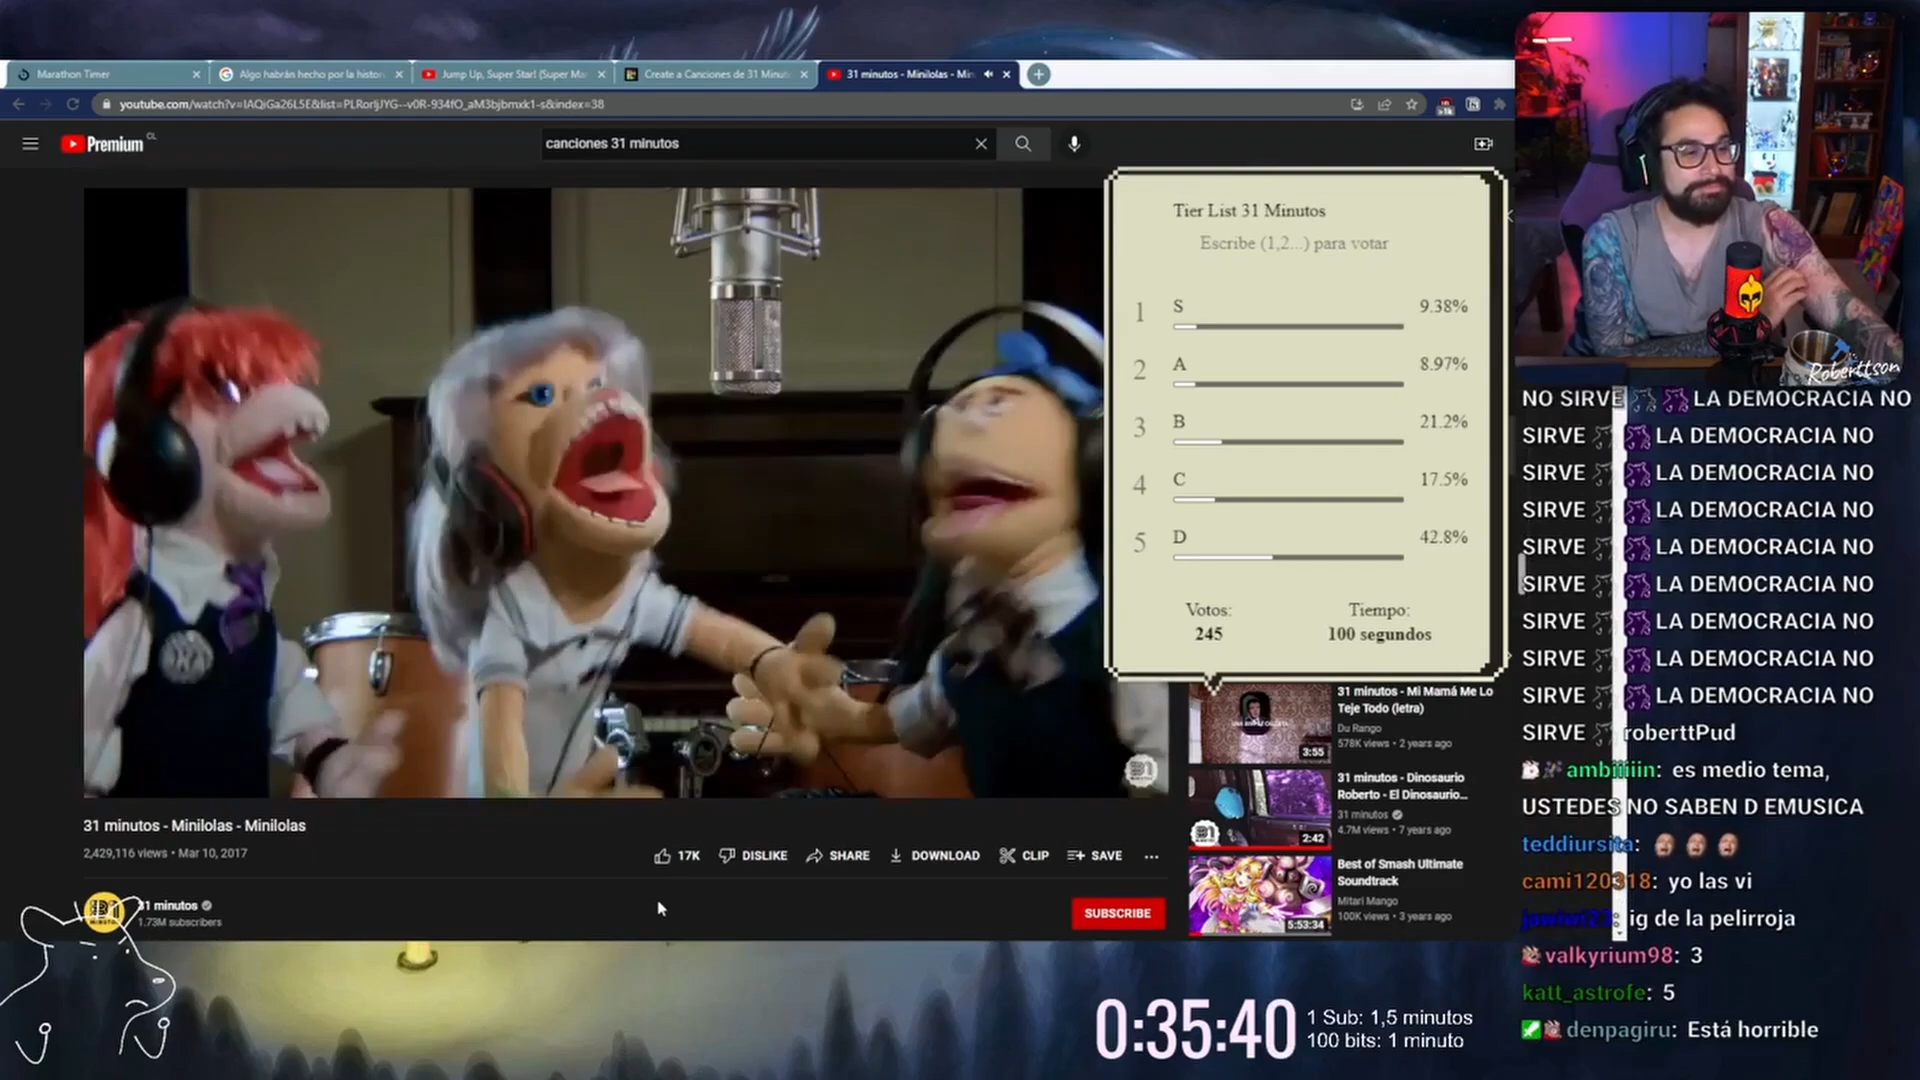 Marathon Timer
Algo habrán hecho por la histor
Jump Up, Super Star! (Super Ma
Create a Canciones de 31 Minut
31 minutos - Minilolas - Min
youtube.com/watch?v=IAQiGa26L5E&list=PLRorIjJYG--v0R-934fO_aM3bjbmxk1-s&index=38
Premium CL
canciones 31 minutos
Tier List 31 Minutos
Escribe (1,2...) para votar
1 S 9.38%
2 A 8.97%
3 B 21.2%
4 C 17.5%
5 D 42.8%
Votos: Tiempo:
245 100 segundos
31 minutos - Mi Mamá Me Lo
Teje Todo (letra)
Du Rango
578K views • 2 years ago
3:55
31 minutos - Dinosaurio
Roberto - El Dinosaurio...
31 minutos
4.7M views • 7 years ago
2:42
Best of Smash Ultimate
Soundtrack
Mitari Mango
100K views • 3 years ago
5:53:34
31 minutos - Minilolas - Minilolas
2,429,116 views • Mar 10, 2017
17K DISLIKE SHARE DOWNLOAD CLIP SAVE ...
31 minutos
1.73M subscribers
SUBSCRIBE
Roberttson
NO SIRVE LA DEMOCRACIA NO
SIRVE LA DEMOCRACIA NO
SIRVE LA DEMOCRACIA NO
SIRVE LA DEMOCRACIA NO
SIRVE LA DEMOCRACIA NO
SIRVE LA DEMOCRACIA NO
SIRVE LA DEMOCRACIA NO
SIRVE LA DEMOCRACIA NO
SIRVE LA DEMOCRACIA NO
SIRVE roberttPud
ambiiiiin: es medio tema,
USTEDES NO SABEN D EMUSICA
teddiursita:
cami120318: yo las vi
ig de la pelirroja
valkyrium98: 3
katt_astrofe: 5
denpagiru: Está horrible
0:35:40
1 Sub: 1,5 minutos
100 bits: 1 minuto